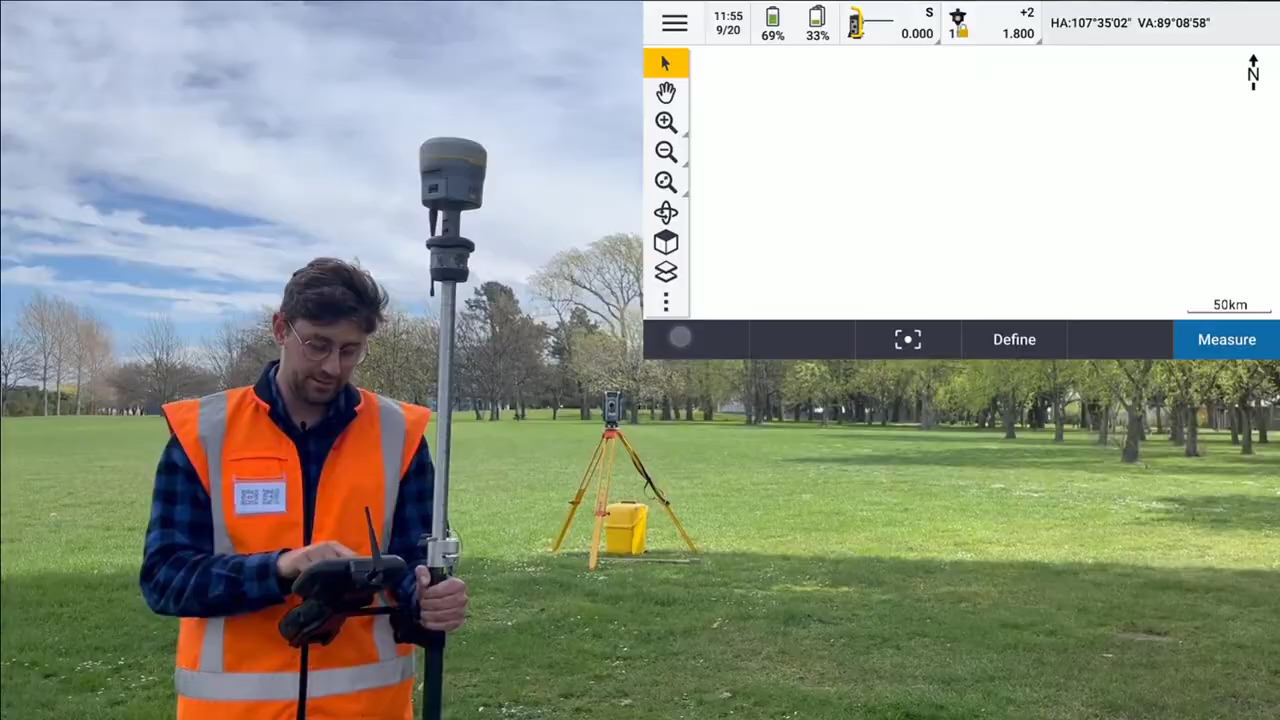 11:55
9/20
69%
33%
S
0.000
1
+2
1.800
HA:107°35'02" VA:89°08'58"
N
50km
Define
Measure